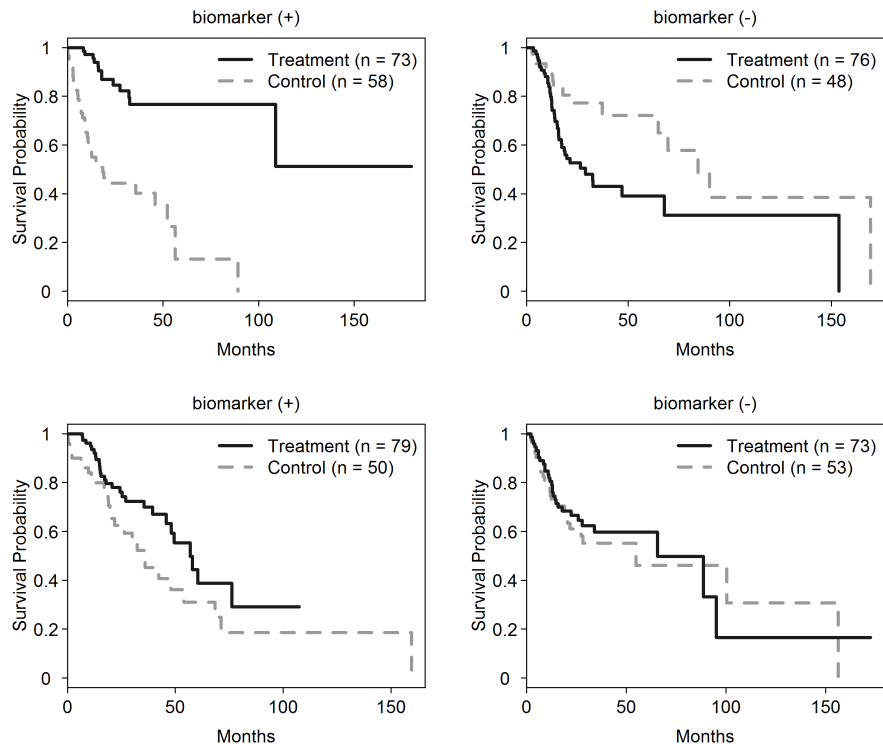 biomarker (+)
Survival Probability
1
0.8
0.6
0.4
0.2
0
Treatment (n = 73)
Control (n = 58)
0 50 100 150
Months
biomarker (-)
Survival Probability
1
0.8
0.6
0.4
0.2
0
Treatment (n = 76)
Control (n = 48)
0 50 100 150
Months
biomarker (+)
Survival Probability
1
0.8
0.6
0.4
0.2
0
Treatment (n = 79)
Control (n = 50)
0 50 100 150
Months
biomarker (-)
Survival Probability
1
0.8
0.6
0.4
0.2
0
Treatment (n = 73)
Control (n = 53)
0 50 100 150
Months